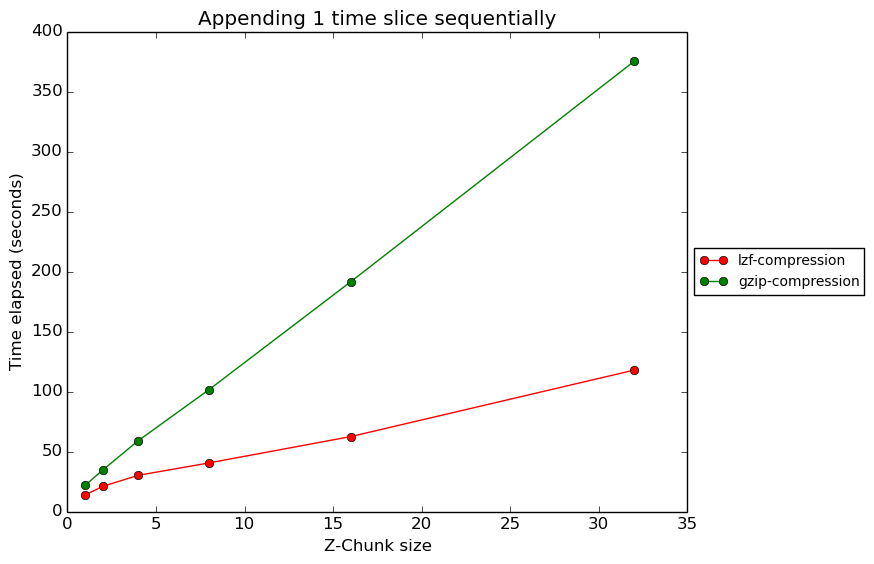 Appending 1 time slice sequentially
400
350
300
250
200
150
100
50
0
Time elapsed (seconds)
0 5 10 15 20 25 30 35
Z-Chunk size
lzf-compression
gzip-compression